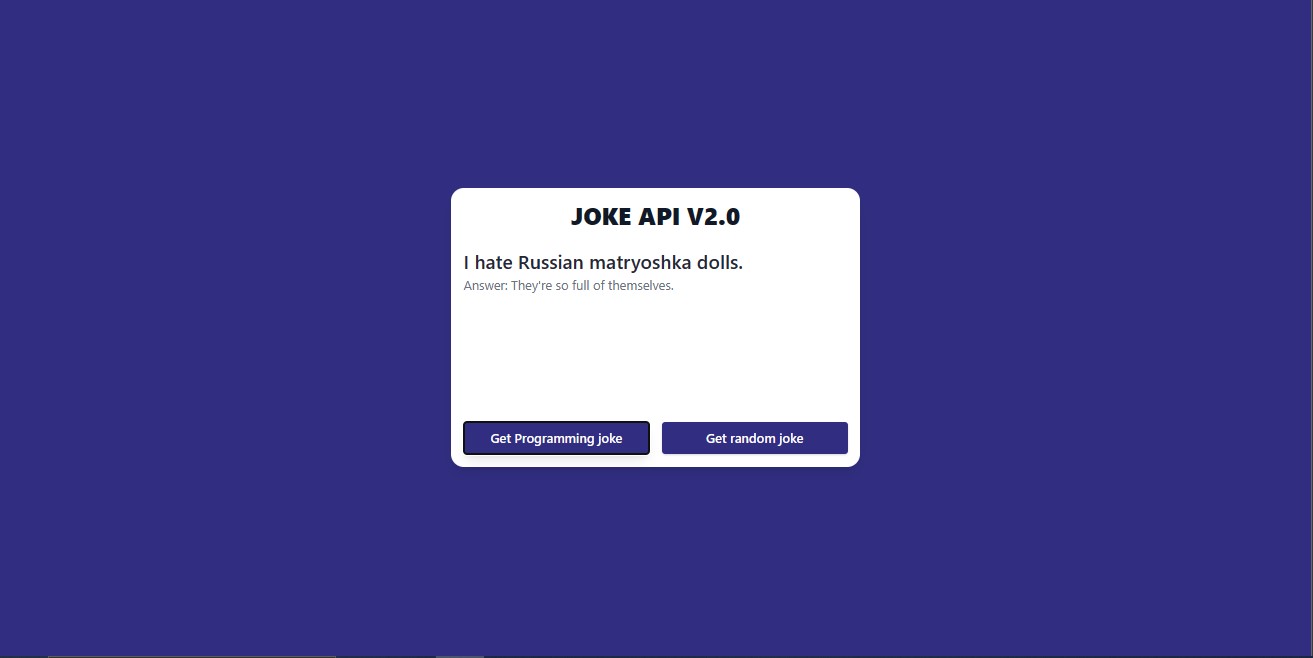 JOKE API V2.0
I hate Russian matryoshka dolls.
Answer: They're so full of themselves.
Get Programming joke
Get random joke